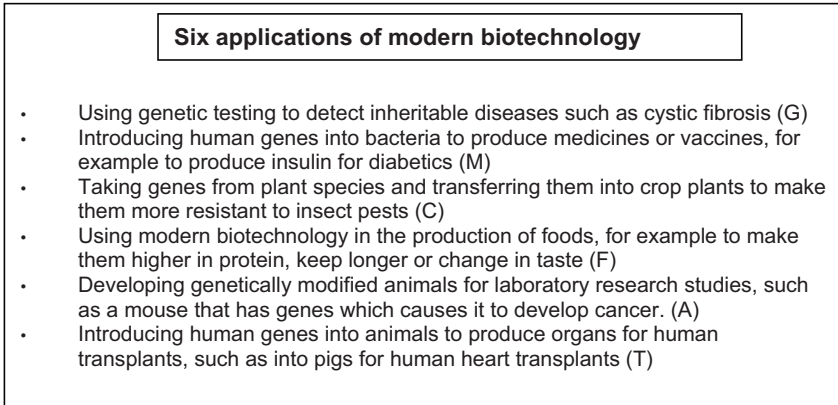 Six applications of modern biotechnology
• Using genetic testing to detect inheritable diseases such as cystic fibrosis (G)
• Introducing human genes into bacteria to produce medicines or vaccines, for
example to produce insulin for diabetics (M)
• Taking genes from plant species and transferring them into crop plants to make
them more resistant to insect pests (C)
• Using modern biotechnology in the production of foods, for example to make
them higher in protein, keep longer or change in taste (F)
• Developing genetically modified animals for laboratory research studies, such
as a mouse that has genes which causes it to develop cancer. (A)
• Introducing human genes into animals to produce organs for human
transplants, such as into pigs for human heart transplants (T)